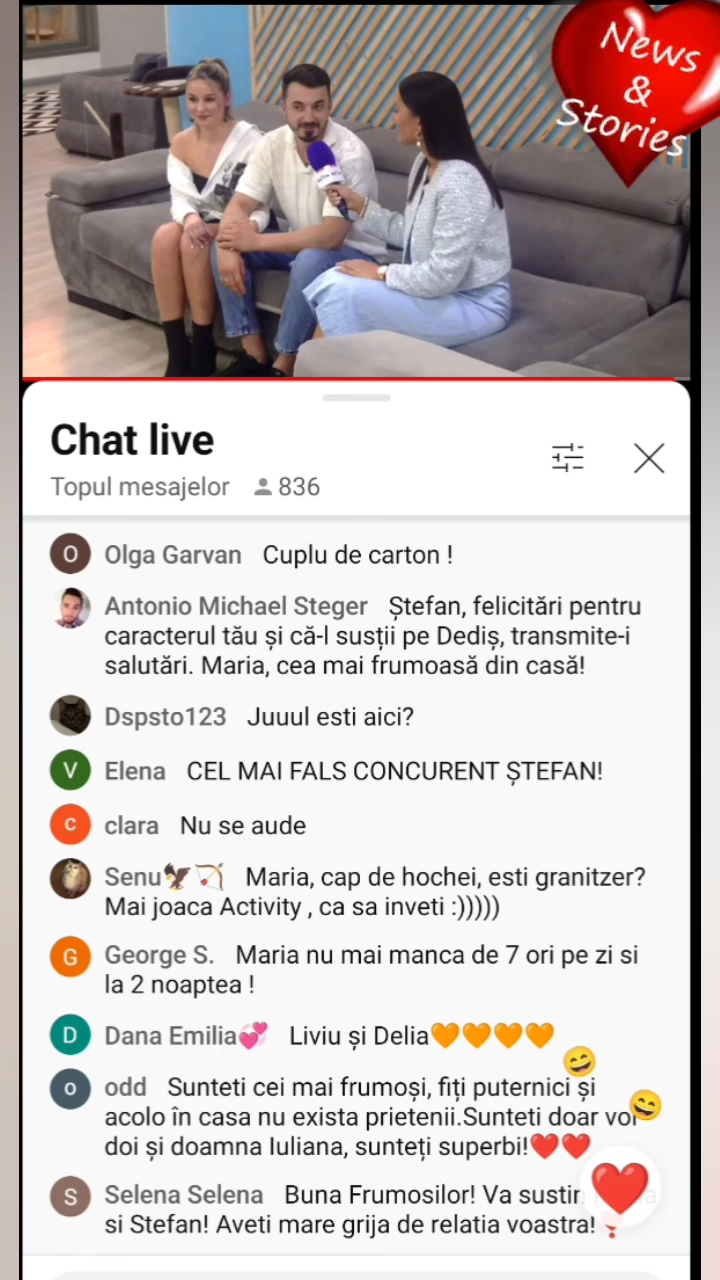 News
&
Stories
Chat live
Topul mesajelor 836
O Olga Garvan Cuplu de carton !
Antonio Michael Steger Ștefan, felicitări pentru
caracterul tău și că-l susții pe Dediș, transmite-i
salutări. Maria, cea mai frumoasă din casă!
Dspsto123 Juuul esti aici?
V Elena CEL MAI FALS CONCURENT ȘTEFAN!
c clara Nu se aude
Senu🦅🏹 Maria, cap de hochei, esti granitzer?
Mai joaca Activity , ca sa inveti :)))))
G George S. Maria nu mai manca de 7 ori pe zi si
la 2 noaptea !
D Dana Emilia💞 Liviu și Delia🧡🧡🧡🧡
o odd Sunteti cei mai frumoși, fiți puternici și
acolo în casa nu exista prietenii.Sunteti doar voi
doi și doamna Iuliana, sunteți superbi!❤️❤️
S Selena Selena Buna Frumosilor! Va sustin
si Stefan! Aveti mare grija de relatia voastra!